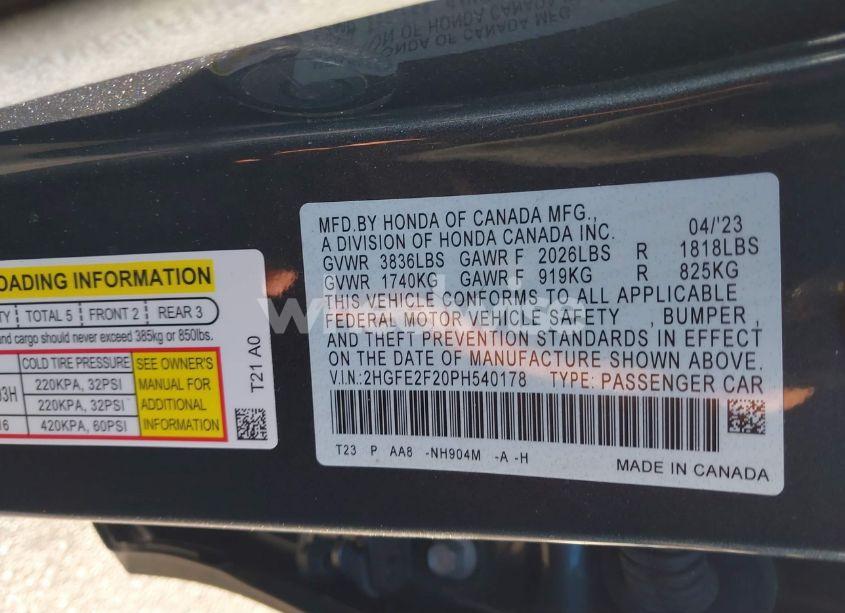 MFD.BY HONDA OF CANADA MFG., 04/'23
A DIVISION OF HONDA CANADA INC.
GVWR 3836LBS GAWR F 2026LBS R 1818LBS
GVWR 1740KG GAWR F 919KG R 825KG
THIS VEHICLE CONFORMS TO ALL APPLICABLE
FEDERAL MOTOR VEHICLE SAFETY , BUMPER ,
AND THEFT PREVENTION STANDARDS IN EFFECT
ON THE DATE OF MANUFACTURE SHOWN ABOVE.
V.I.N.:2HGFE2F20PH540178 TYPE: PASSENGER CAR
T23 P AA8 -NH904M -A -H
MADE IN CANADA
OADING INFORMATION
TY TOTAL 5 FRONT 2 REAR 3
and cargo should never exceed 385kg or 850lbs.
COLD TIRE PRESSURE SEE OWNER'S
93H 220KPA, 32PSI MANUAL FOR
220KPA, 32PSI ADDITIONAL
16 420KPA, 60PSI INFORMATION
T21 A0